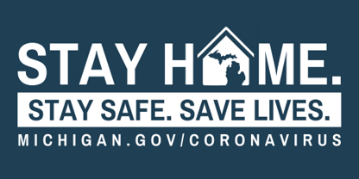 STAY HOME.
STAY SAFE. SAVE LIVES.
MICHIGAN.GOV/CORONAVIRUS